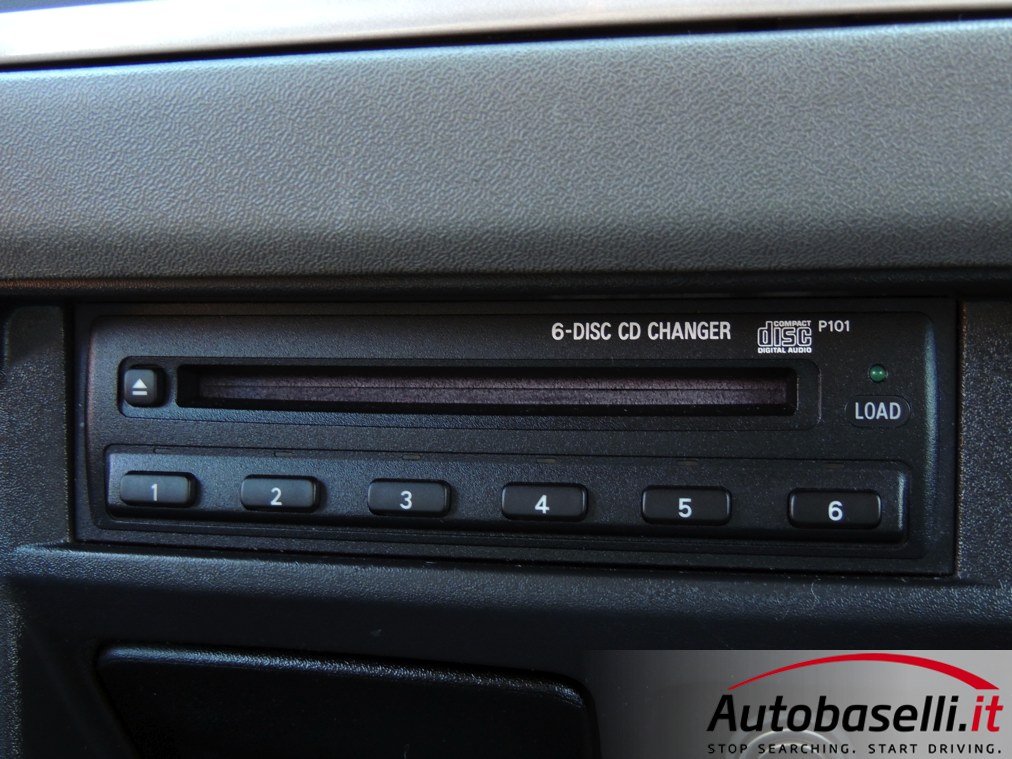 6-DISC CD CHANGER
COMPACT
disc
DIGITAL AUDIO
P101
LOAD
1 2 3 4 5 6
Autobaselli.it
STOP SEARCHING. START DRIVING.